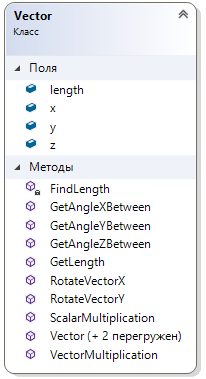 Vector
Класс
Поля
length
x
y
z
Методы
FindLength
GetAngleXBetween
GetAngleYBetween
GetAngleZBetween
GetLength
RotateVectorX
RotateVectorY
ScalarMultiplication
Vector (+ 2 перегружен)
VectorMultiplication